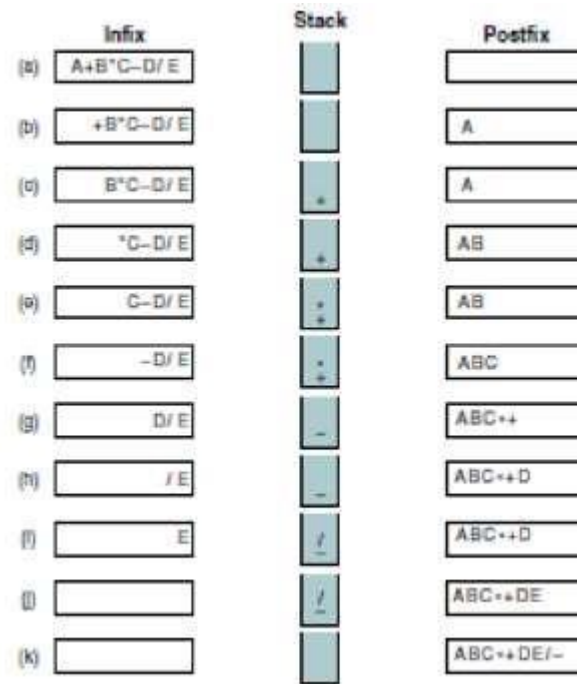 Infix Stack Postfix
(a) A+B*C–D/ E
(b) +B*C–D/ E A
(c) B*C–D/ E + A
(d) *C–D/ E + AB
(e) C–D/ E * + AB
(f) –D/ E * + ABC
(g) D/ E – ABC*+
(h) / E – ABC*+D
(i) E / – ABC*+D
(j) / – ABC*+DE
(k) ABC*+DE/–